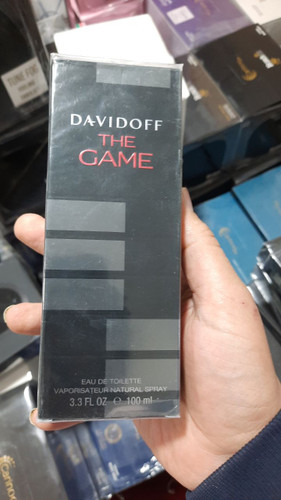 DAVIDOFF
THE
GAME
EAU DE TOILETTE
VAPORISATEUR NATURAL SPRAY
3.3 FL OZ ℮ 100 ml